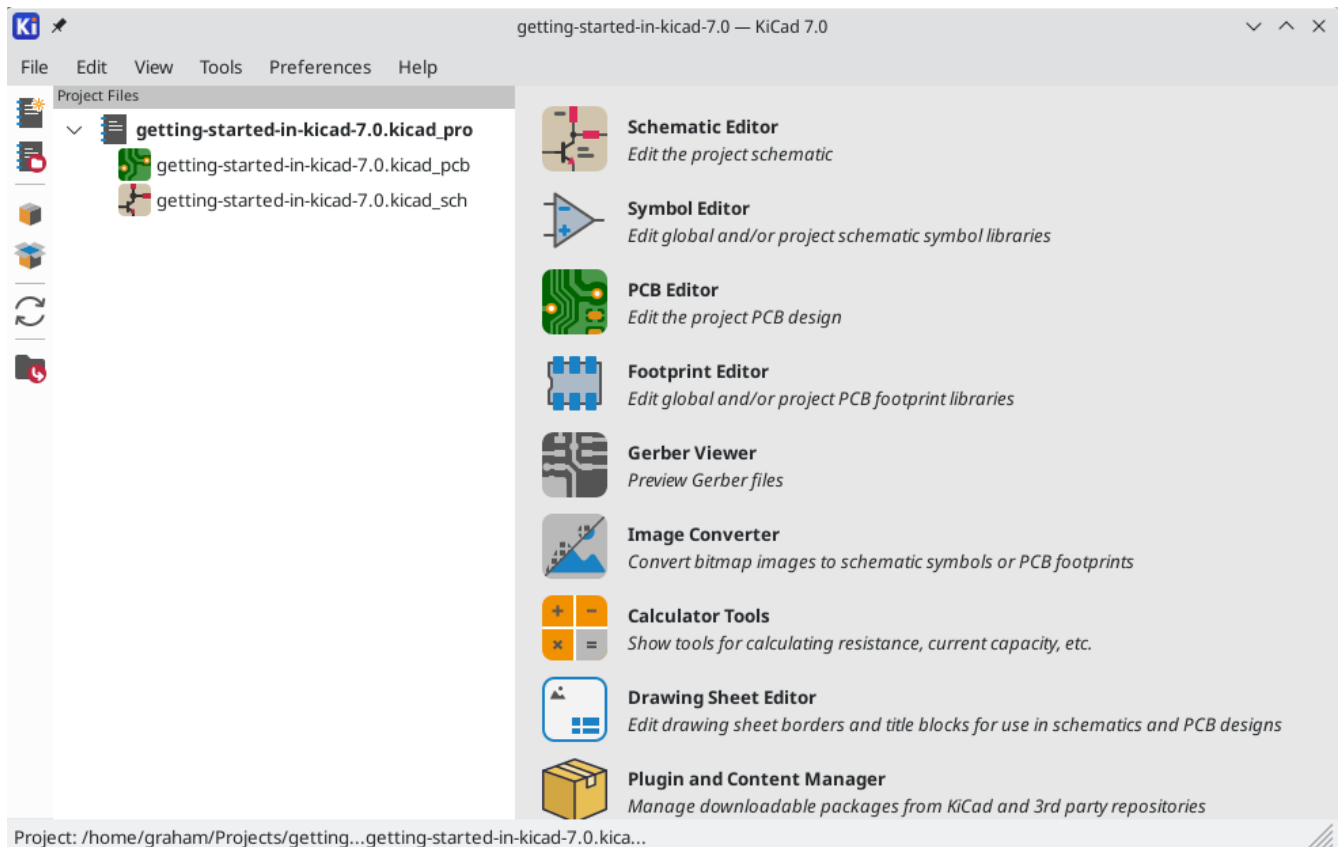 Ki
getting-started-in-kicad-7.0 — KiCad 7.0
File Edit View Tools Preferences Help
Project Files
getting-started-in-kicad-7.0.kicad_pro
getting-started-in-kicad-7.0.kicad_pcb
getting-started-in-kicad-7.0.kicad_sch
Schematic Editor
Edit the project schematic
Symbol Editor
Edit global and/or project schematic symbol libraries
PCB Editor
Edit the project PCB design
Footprint Editor
Edit global and/or project PCB footprint libraries
Gerber Viewer
Preview Gerber files
Image Converter
Convert bitmap images to schematic symbols or PCB footprints
Calculator Tools
Show tools for calculating resistance, current capacity, etc.
Drawing Sheet Editor
Edit drawing sheet borders and title blocks for use in schematics and PCB designs
Plugin and Content Manager
Manage downloadable packages from KiCad and 3rd party repositories
Project: /home/graham/Projects/getting...getting-started-in-kicad-7.0.kica...